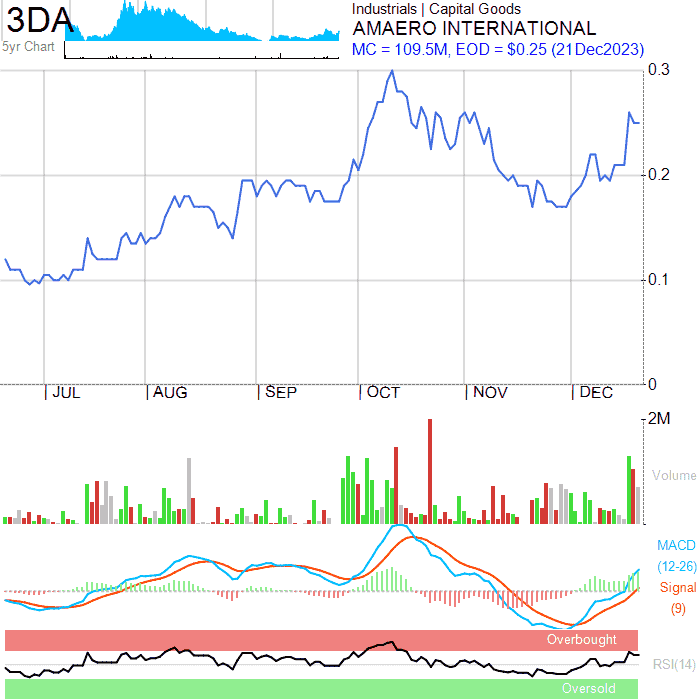 3DA
5yr Chart
Industrials | Capital Goods
AMAERO INTERNATIONAL
MC = 109.5M, EOD = $0.25 (21Dec2023)
0.3
0.2
0.1
0
JUL AUG SEP OCT NOV DEC
2M
Volume
MACD
(12-26)
Signal
(9)
Overbought
RSI(14)
Oversold